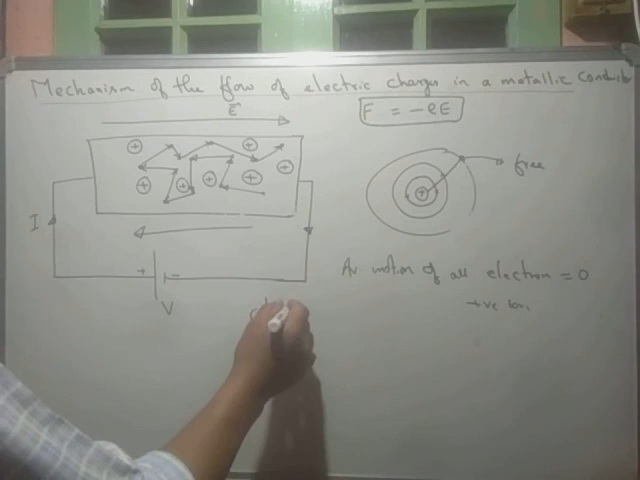 Mechanism of the flow of electric charges in a metallic Conductor
E
F = -eE
+ + + + + + +
+
free
I
Av. motion of all electron = 0
+ve ion
+ -
V